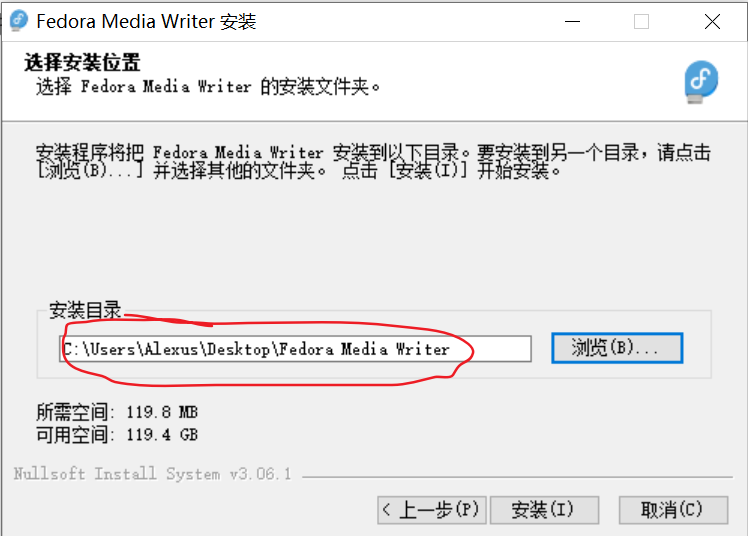 Fedora Media Writer 安装
选择安装位置
选择 Fedora Media Writer 的安装文件夹。
安装程序将把 Fedora Media Writer 安装到以下目录。要安装到另一个目录，请点击
[浏览(B)...] 并选择其他的文件夹。 点击 [安装(I)] 开始安装。
安装目录
C:\Users\Alexus\Desktop\Fedora Media Writer
浏览(B)...
所需空间: 119.8 MB
可用空间: 119.4 GB
Nullsoft Install System v3.06.1
< 上一步(P)
安装(I)
取消(C)